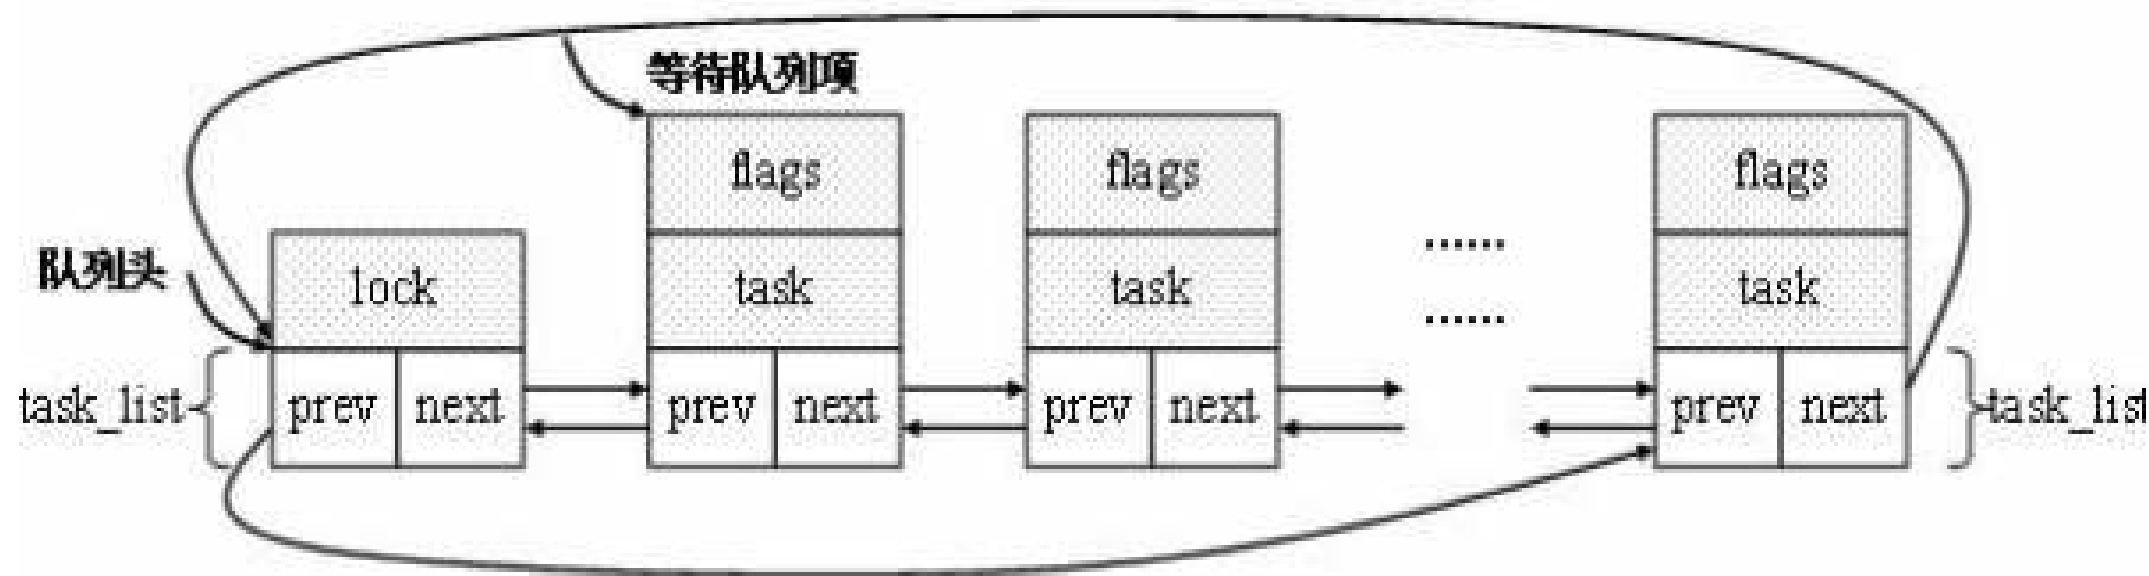 等待队列项
flags flags flags
队列头 lock task task ...... task
......
task_list prev next prev next prev next prev next task_list